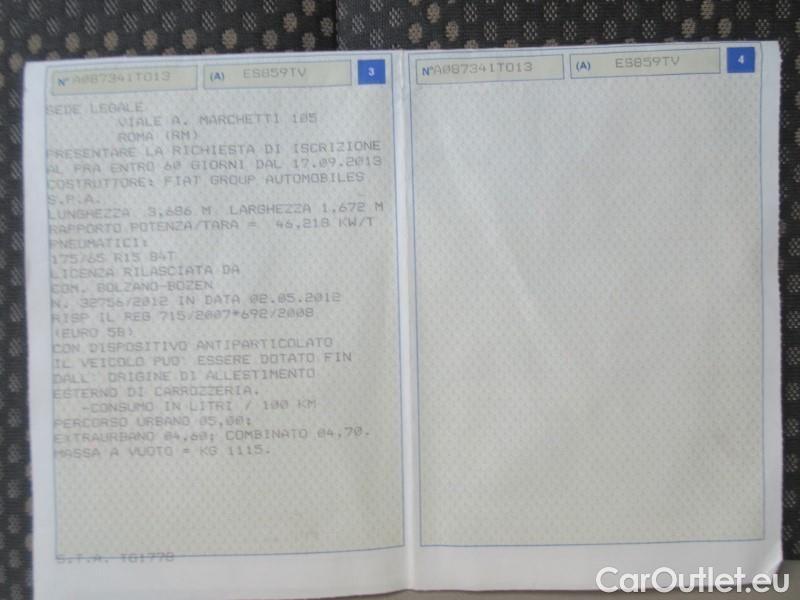 N° A087341TO13 (A) ES859TV 3
SEDE LEGALE
VIALE A. MARCHETTI 105
ROMA (RM)
PRESENTARE LA RICHIESTA DI ISCRIZIONE
AL PRA ENTRO 60 GIORNI DAL 17.09.2013
COSTRUTTORE: FIAT GROUP AUTOMOBILES
S.P.A.
LUNGHEZZA 3,686 M LARGHEZZA 1,672 M
RAPPORTO POTENZA/TARA = 46,218 KW/T
PNEUMATICI:
175/65 R15 84T
LICENZA RILASCIATA DA
COM. BOLZANO-BOZEN
N. 32756/2012 IN DATA 02.05.2012
RISP IL REG 715/2007*692/2008
(EURO 5B)
CON DISPOSITIVO ANTIPARTICOLATO
IL VEICOLO PUO' ESSERE DOTATO FIN
DALL' ORIGINE DI ALLESTIMENTO
ESTERNO DI CARROZZERIA.
-CONSUMO IN LITRI / 100 KM
PERCORSO URBANO 05,00;
EXTRAURBANO 04,60; COMBINATO 04,70.
MASSA A VUOTO = KG 1115.
S.T.A. TG1778
N° A087341TO13 (A) ES859TV 4
CarOutlet.eu